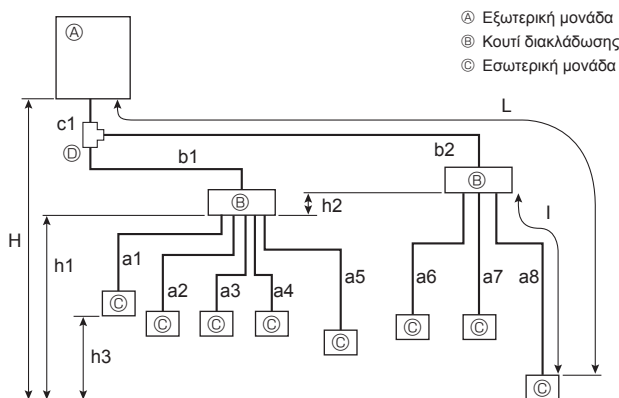 Ⓐ Εξωτερική μονάδα
Ⓑ Κουτί διακλάδωσης
Ⓒ Εσωτερική μονάδα
Ⓐ
L
c1
Ⓓ
b1
b2
Ⓑ
Ⓑ
h2
l
H
h1
a1
a2
a3
a4
a5
a6
a7
a8
Ⓒ
Ⓒ
Ⓒ
Ⓒ
Ⓒ
Ⓒ
Ⓒ
h3
Ⓒ